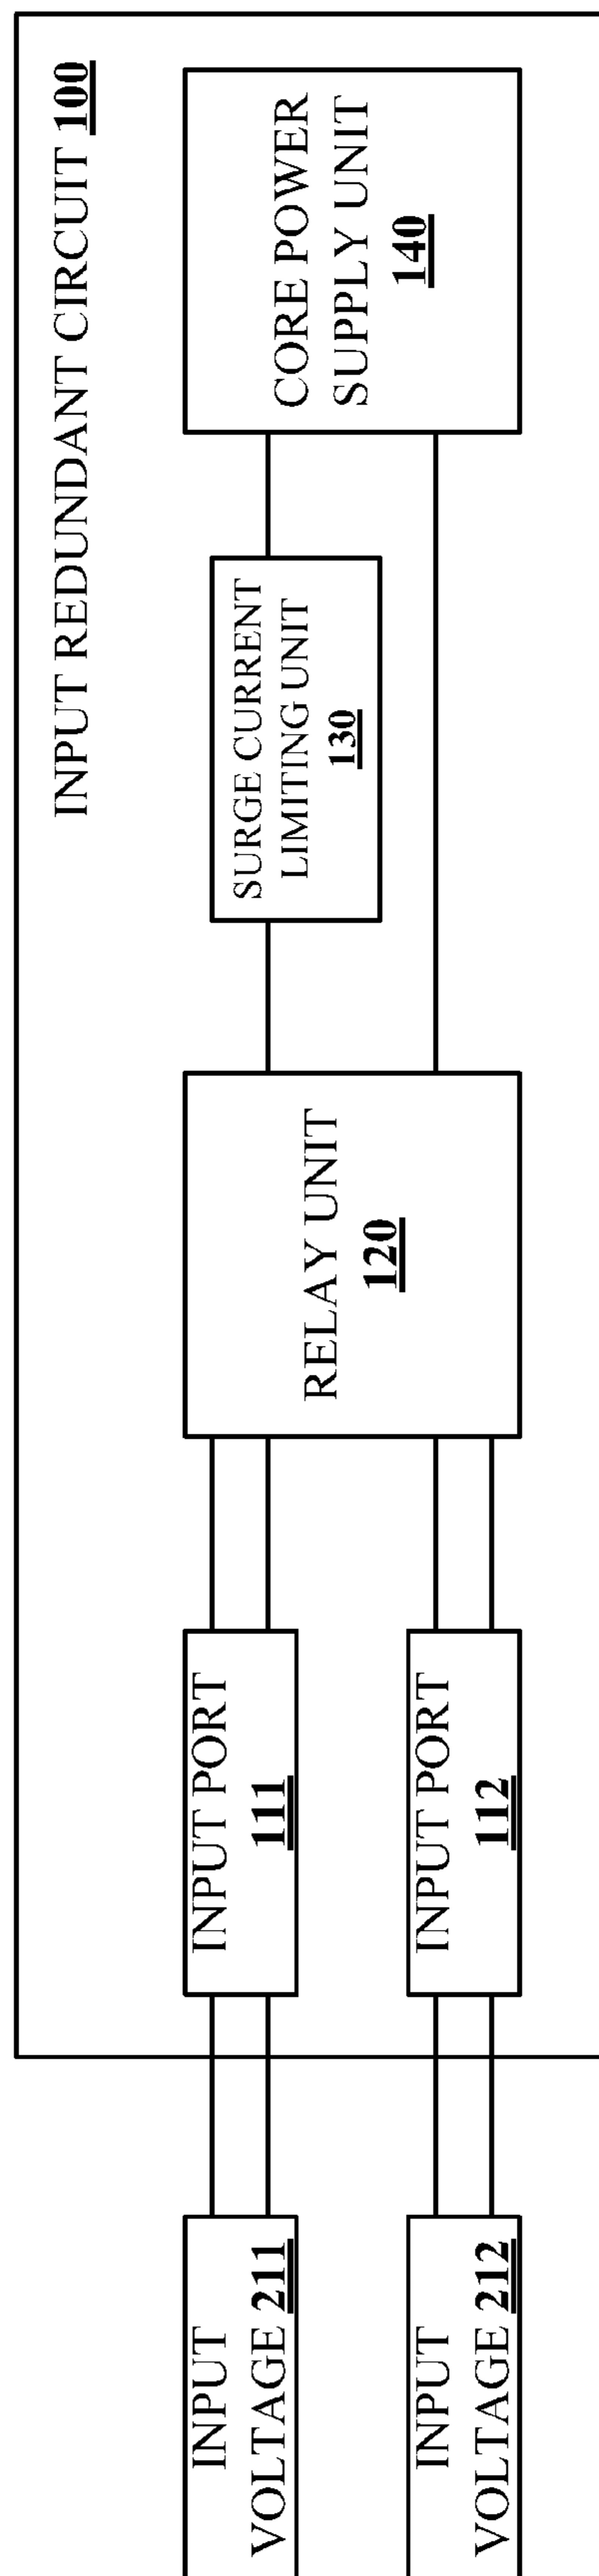 INPUT REDUNDANT CIRCUIT 100
INPUT
VOLTAGE 211
INPUT PORT
111
INPUT
VOLTAGE 212
INPUT PORT
112
RELAY UNIT
120
SURGE CURRENT
LIMITING UNIT
130
CORE POWER
SUPPLY UNIT
140